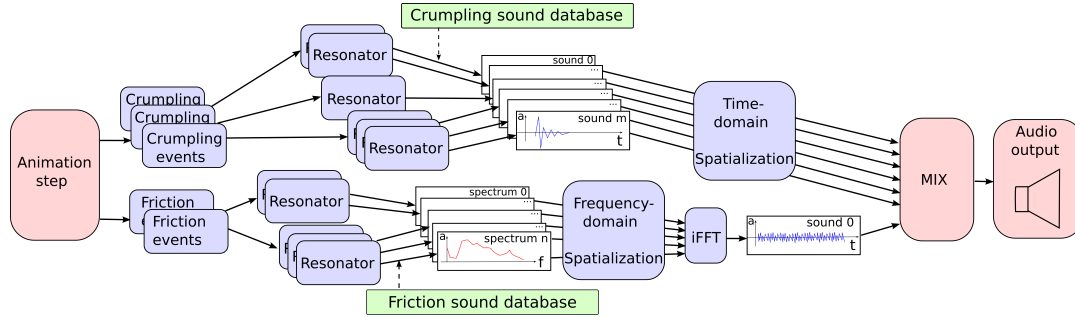 Crumpling sound database
Resonator
Resonator
Resonator
Crumpling
Crumpling
Crumpling
events
sound 0
...
...
...
...
a
sound m
t
Time-
domain
Spatialization
Animation
step
MIX
Audio
output
Friction
Friction
events
Resonator
Resonator
spectrum 0
...
...
a
spectrum n
f
Frequency-
domain
Spatialization
iFFT
a
sound 0
t
Friction sound database